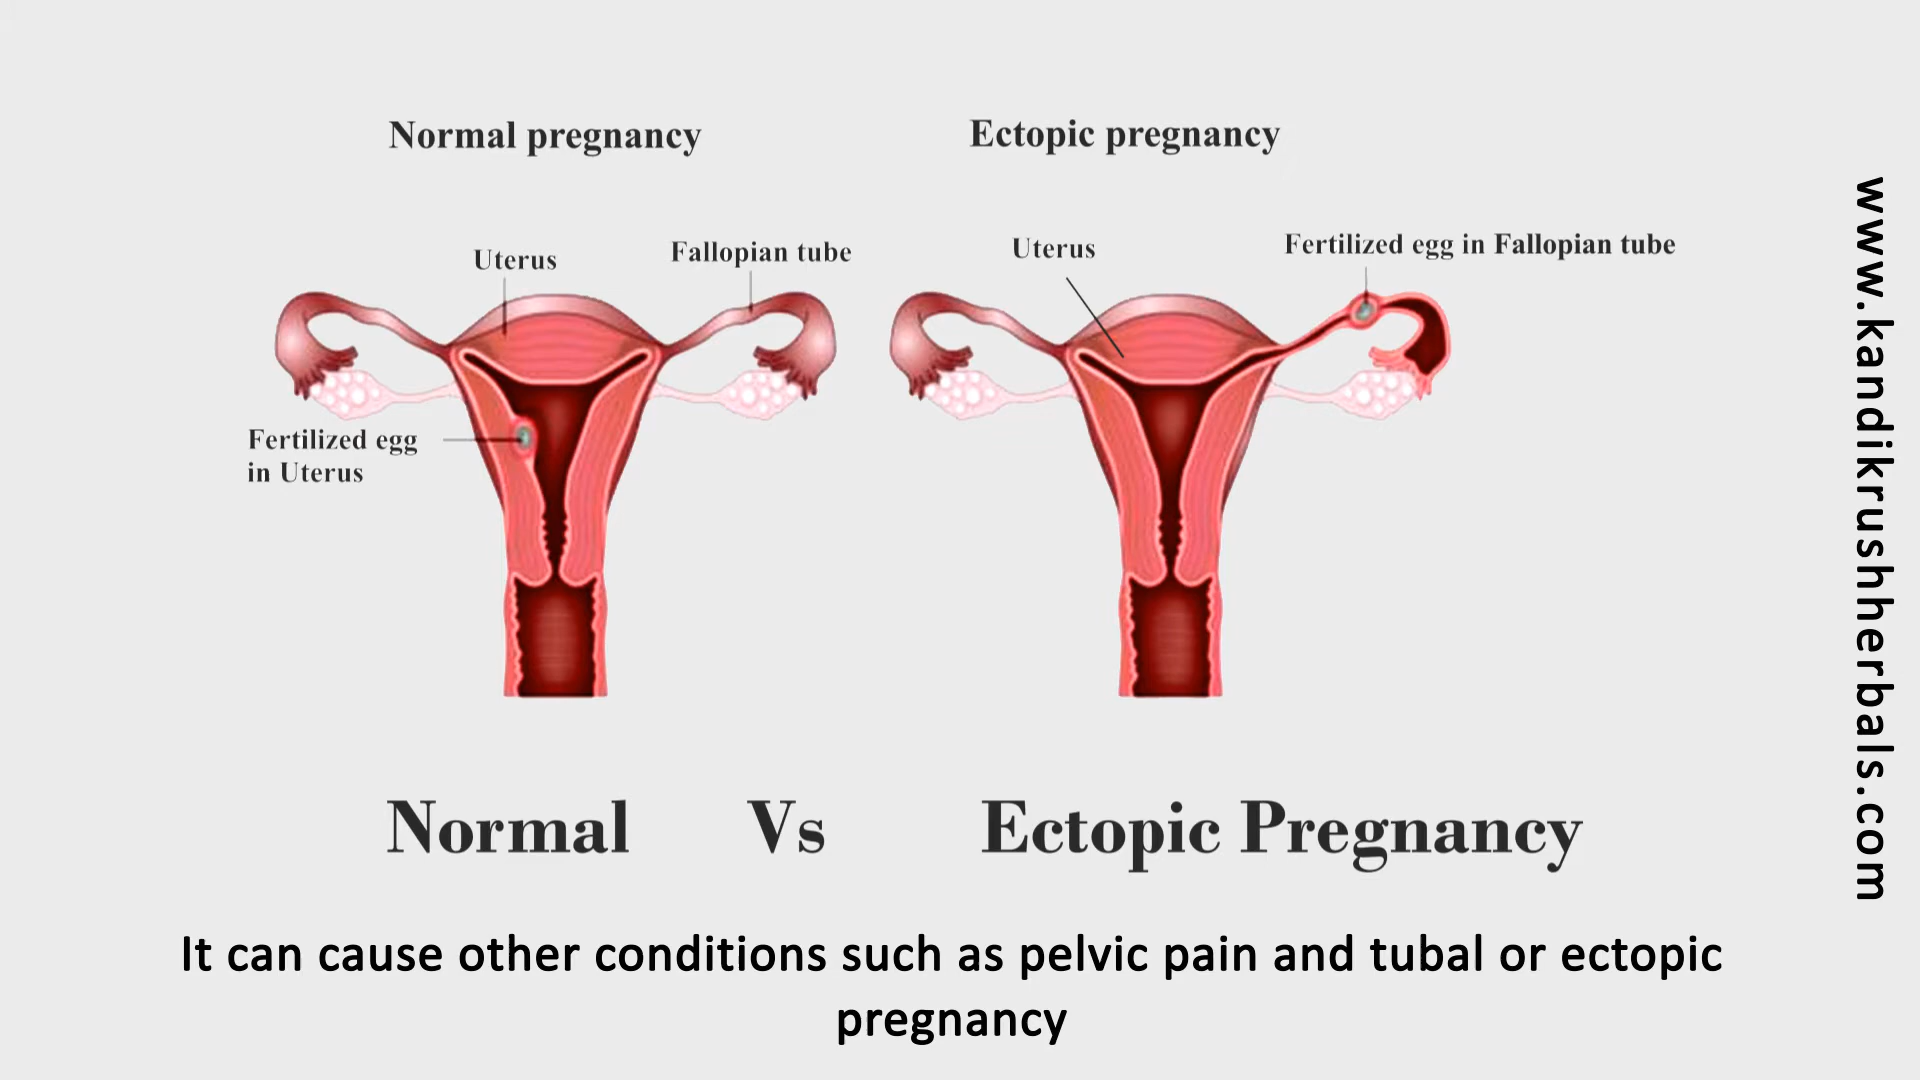 Normal pregnancy
Ectopic pregnancy
Uterus
Fallopian tube
Uterus
Fertilized egg in Fallopian tube
Fertilized egg
in Uterus
Normal Vs Ectopic Pregnancy
It can cause other conditions such as pelvic pain and tubal or ectopic
pregnancy
www.kandikrushherbals.com